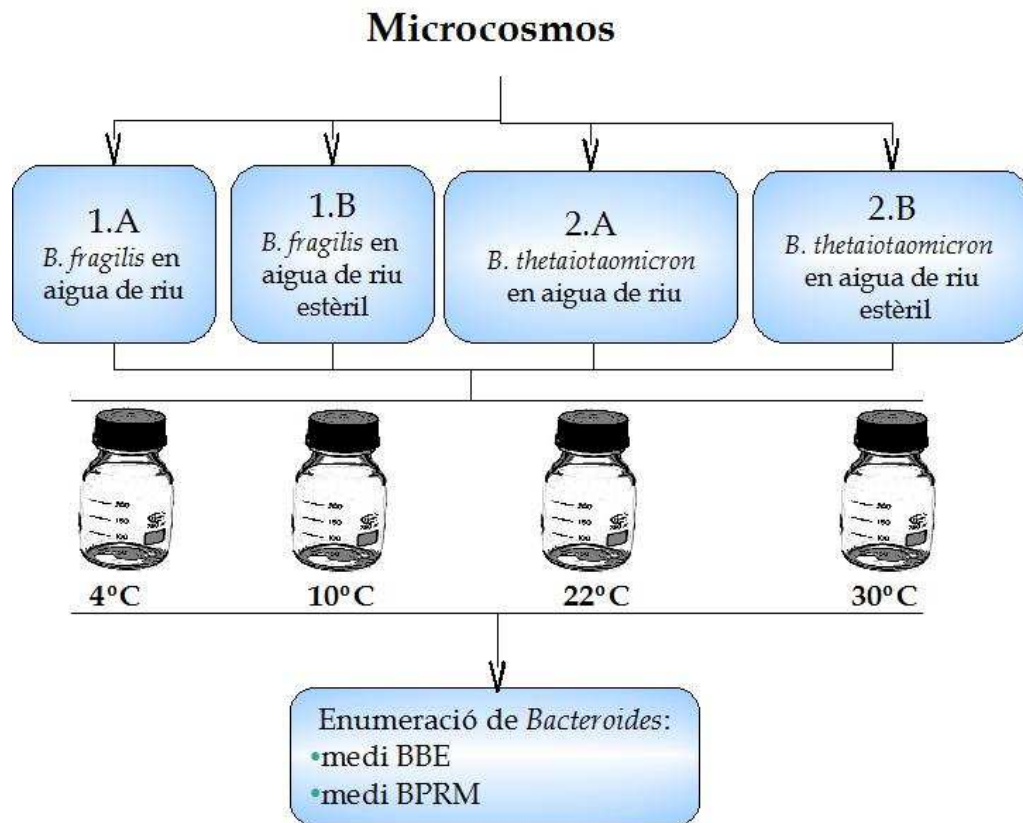 Microcosmos
1.A
B. fragilis en
aigua de riu
1.B
B. fragilis en
aigua de riu
estèril
2.A
B. thetaiotaomicron
en aigua de riu
2.B
B. thetaiotaomicron
en aigua de riu
estèril
4ºC
10ºC
22ºC
30ºC
Enumeració de Bacteroides:
•medi BBE
•medi BPRM